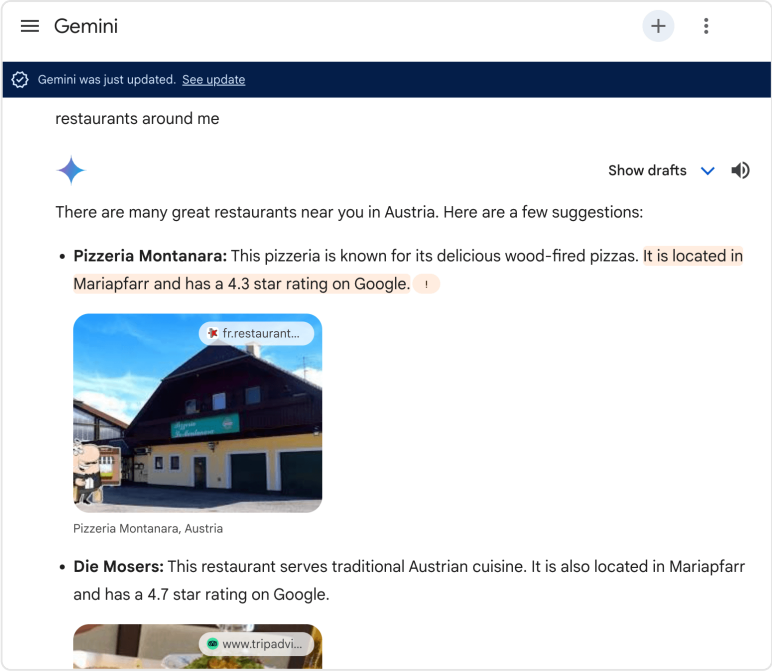 Gemini
Gemini was just updated. See update
restaurants around me
Show drafts
There are many great restaurants near you in Austria. Here are a few suggestions:
• Pizzeria Montanara: This pizzeria is known for its delicious wood-fired pizzas. It is located in
Mariapfarr and has a 4.3 star rating on Google. !
fr.restaurant...
Pizzeria
La Montanara
Pizzeria Montanara, Austria
• Die Mosers: This restaurant serves traditional Austrian cuisine. It is also located in Mariapfarr
and has a 4.7 star rating on Google.
www.tripadvi...